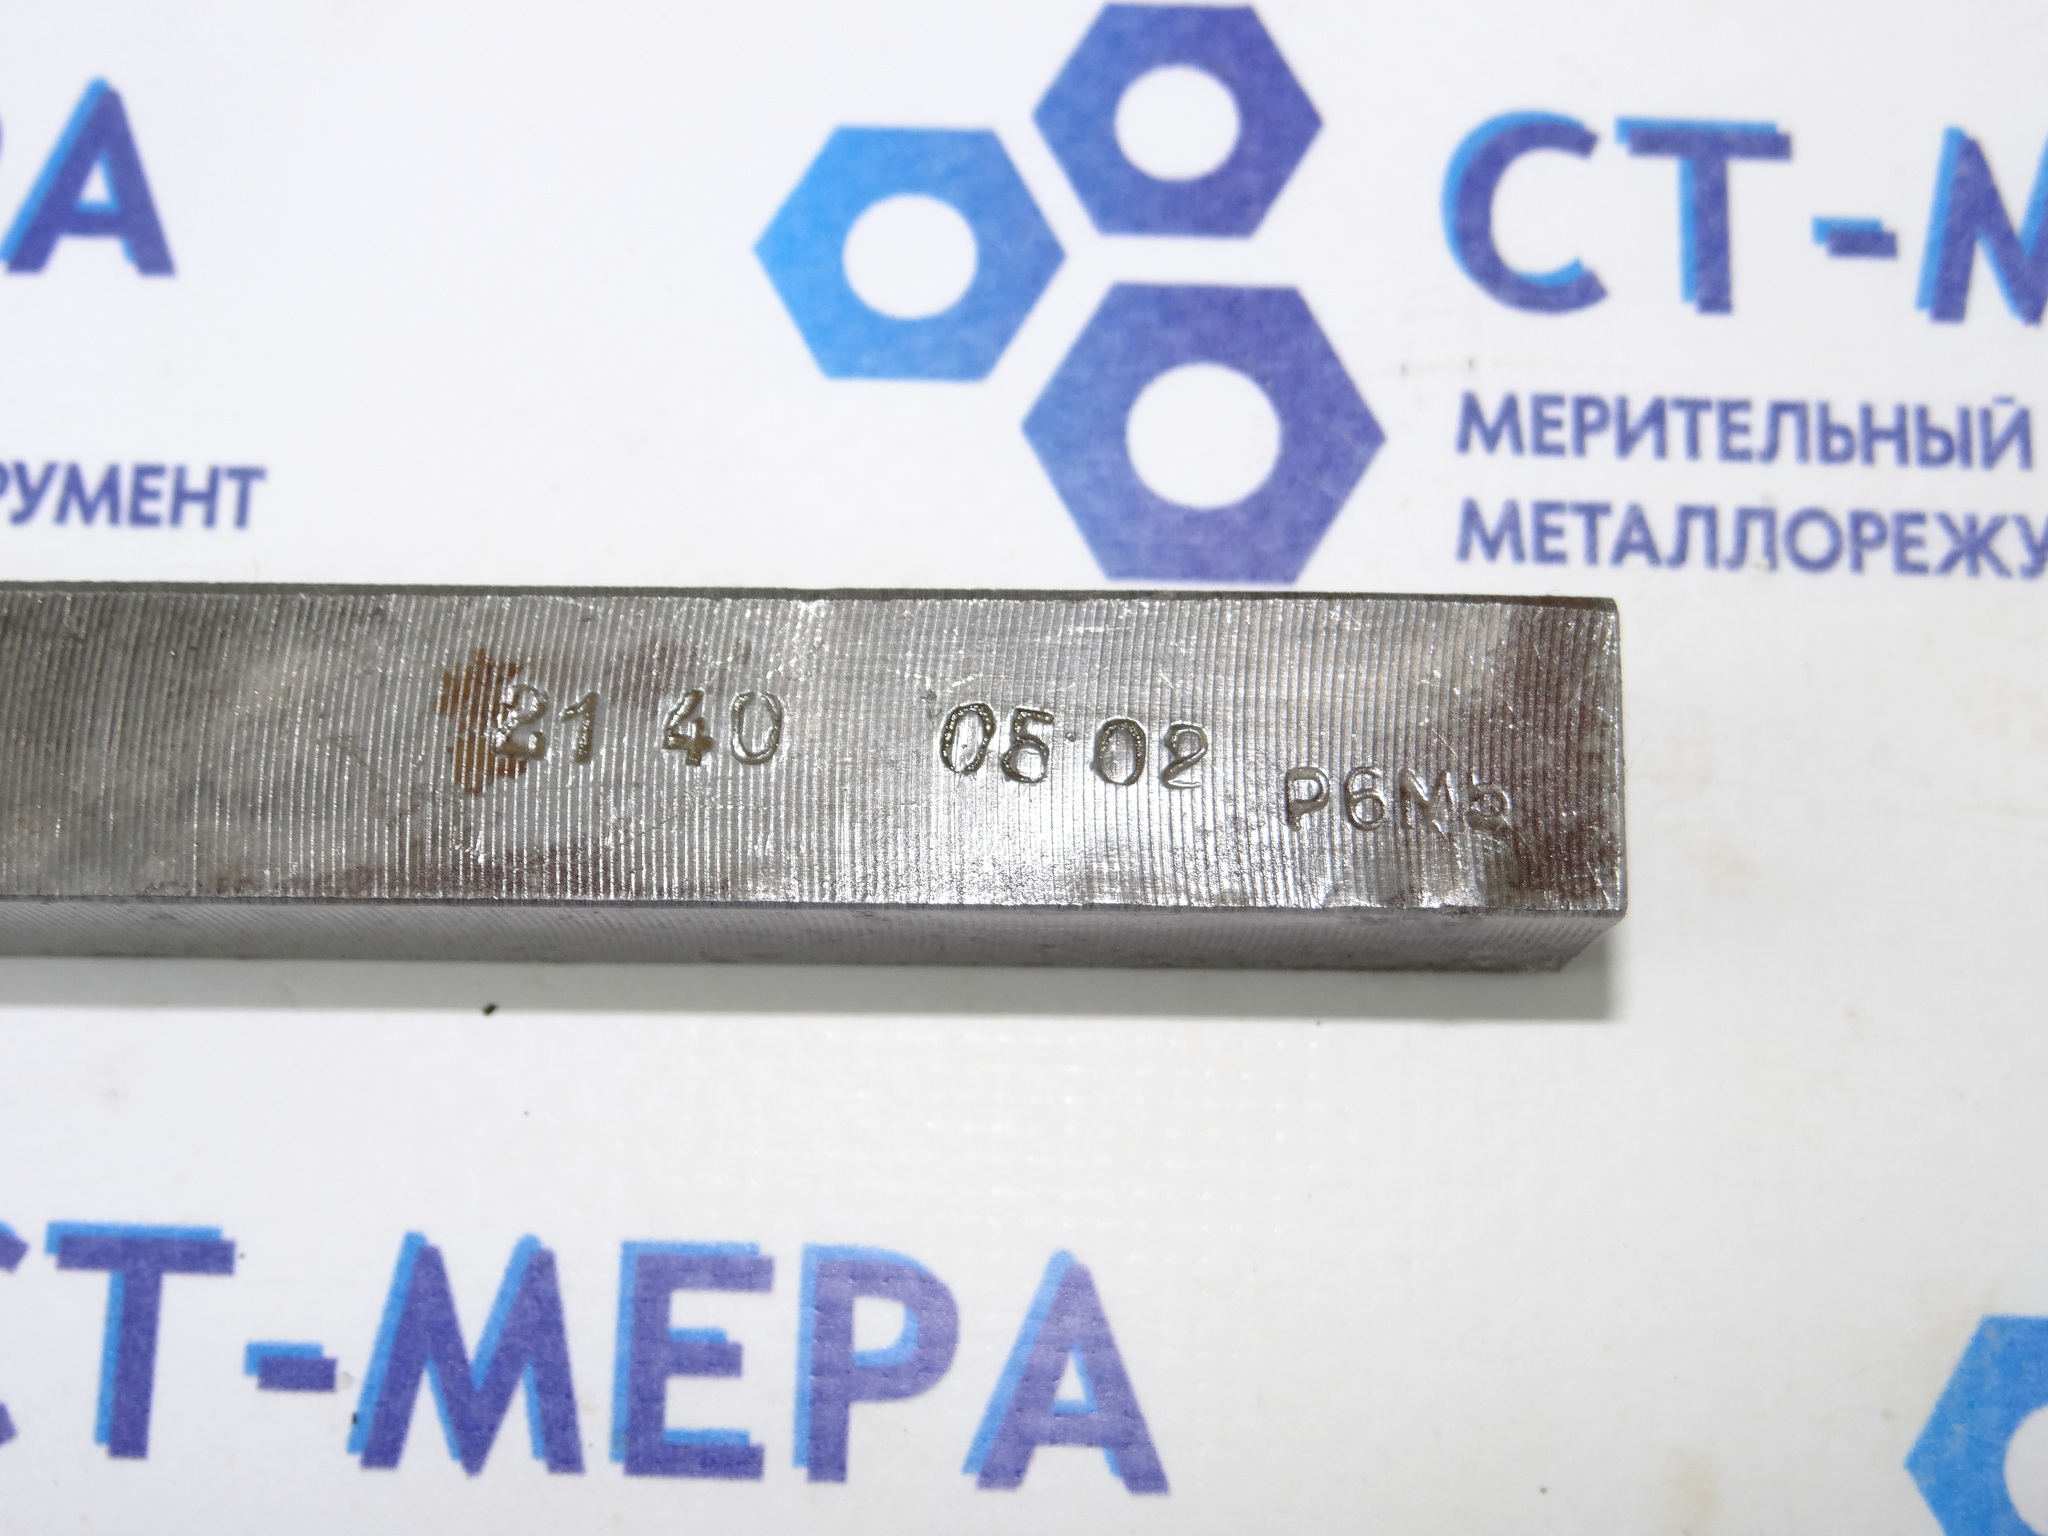 РА
СТ-М
МЕРИТЕЛЬНЫЙ
РУМЕНТ
МЕТАЛЛОРЕЖУ
21 40 05 02 Р6М5
СТ-МЕРА